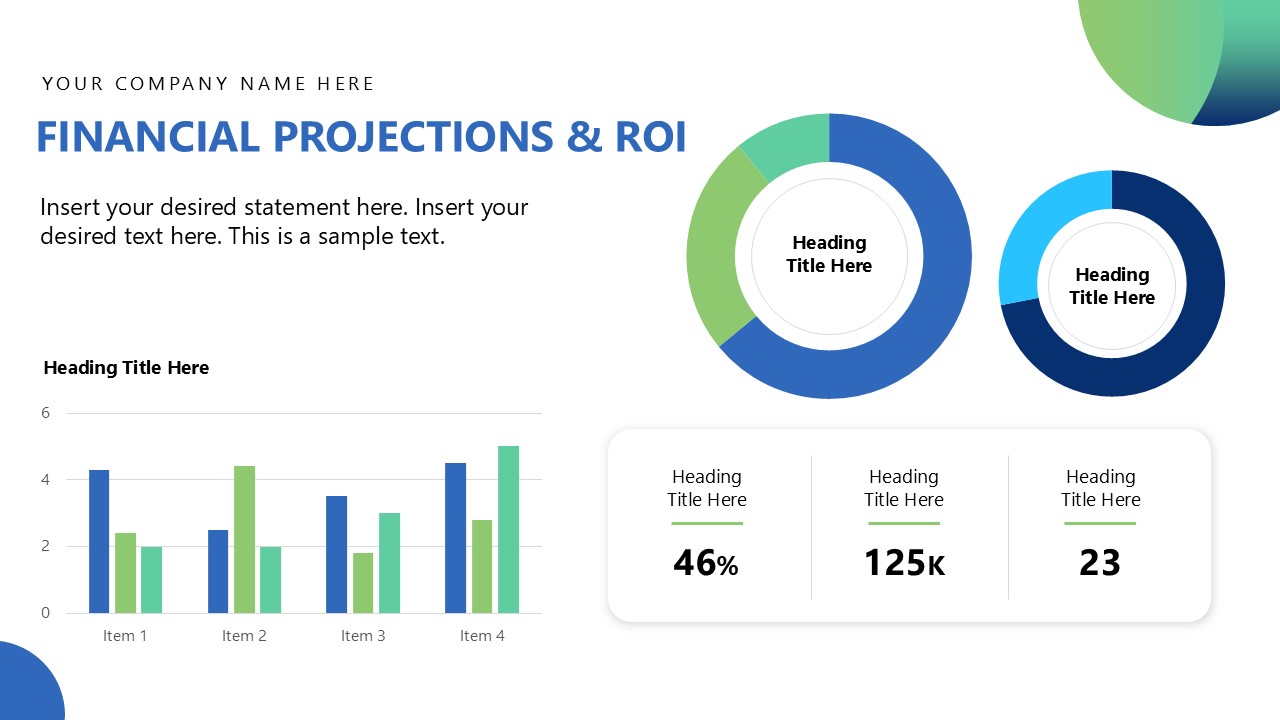 YOUR COMPANY NAME HERE
FINANCIAL PROJECTIONS & ROI
Insert your desired statement here. Insert your
desired text here. This is a sample text.
Heading
Title Here
Heading
Title Here
Heading Title Here
6
4
2
0
Item 1
Item 2
Item 3
Item 4
Heading
Title Here
46%
Heading
Title Here
125K
Heading
Title Here
23